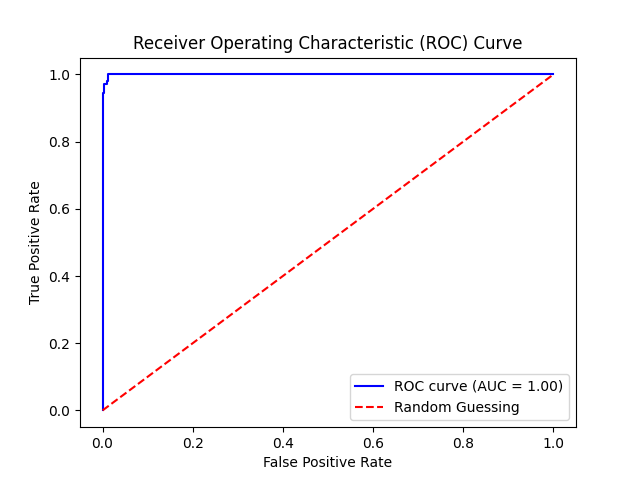 Receiver Operating Characteristic (ROC) Curve
1.0
0.8
0.6
0.4
0.2
0.0
True Positive Rate
ROC curve (AUC = 1.00)
Random Guessing
0.0 0.2 0.4 0.6 0.8 1.0
False Positive Rate